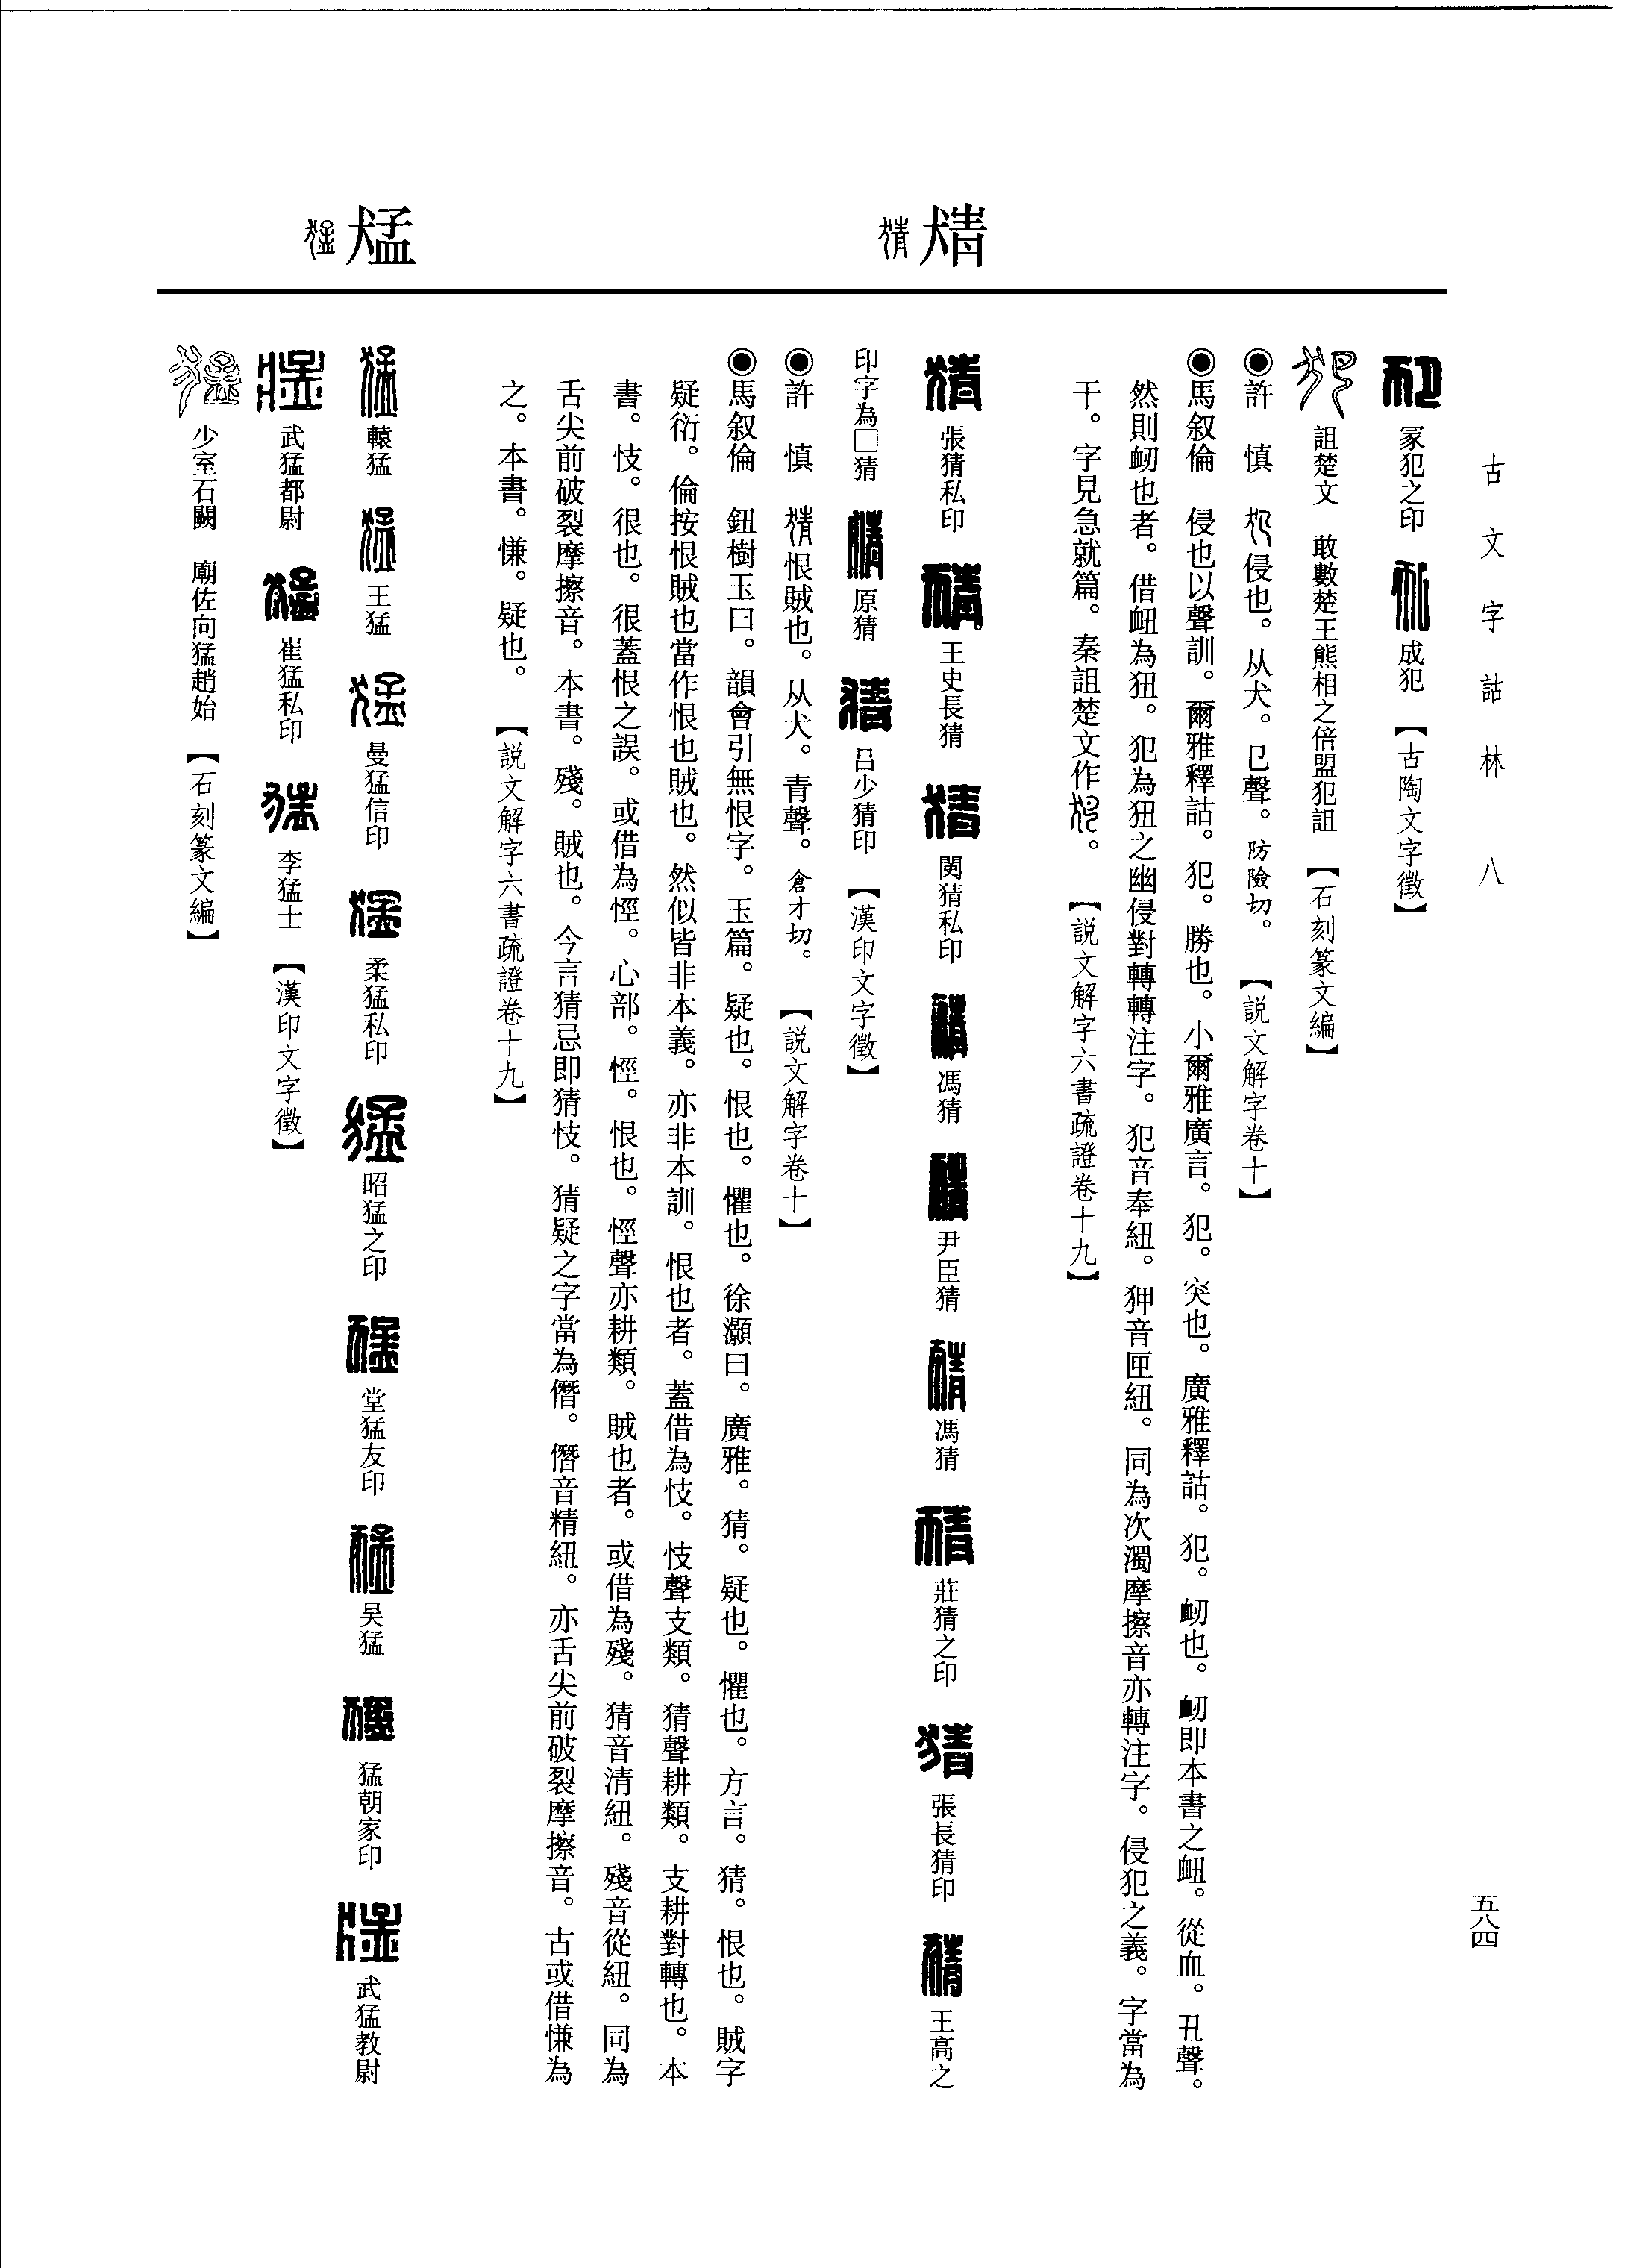 古文字詁林 八
五八四
冢犯之印 成犯 【古陶文字徵】
詛楚文 敢數楚王熊相之倍盟犯詛 【石刻篆文編】
◉許 慎 犯侵也。从犬。㔾聲。防險切。 【説文解字卷十】
◉馬叙倫 侵也以聲訓。爾雅釋詁。犯。勝也。小爾雅廣言。犯。突也。廣雅釋詁。犯。衂也。衂即本書之衄。從血。丑聲。
然則衂也者。借衄為狃。犯為狃之幽侵對轉轉注字。犯音奉紐。狎音匣紐。同為次濁摩擦音亦轉注字。侵犯之義。字當為
干。字見急就篇。秦詛楚文作。 【説文解字六書疏證卷十九】
猜
張猜私印 王史長猜 閔猜私印 馮猜 尹臣猜 馮猜 莊猜之印 張長猜印 王高之
印字為□猜 原猜 吕少猜印 【漢印文字徵】
◉許 慎 猜恨賊也。从犬。青聲。倉才切。 【説文解字卷十】
◉馬叙倫 鈕樹玉曰。韻會引無恨字。玉篇。疑也。恨也。懼也。徐灝曰。廣雅。猜。疑也。懼也。方言。猜。恨也。賊字
疑衍。倫按恨賊也當作恨也賊也。然似皆非本義。亦非本訓。恨也者。蓋借為忮。忮聲支類。猜聲耕類。支耕對轉也。本
書。忮。很也。很蓋恨之誤。或借為悭。心部。悭。恨也。悭聲亦耕類。賊也者。或借為殘。猜音清紐。殘音從紐。同為
舌尖前破裂摩擦音。本書。殘。賊也。今言猜忌即猜忮。猜疑之字當為僭。僭音精紐。亦舌尖前破裂摩擦音。古或借慊為
之。本書。慊。疑也。 【説文解字六書疏證卷十九】
猛
轅猛 王猛 曼猛信印 柔猛私印 昭猛之印 堂猛友印 吴猛 猛朝家印 武猛教尉
武猛都尉 崔猛私印 李猛士 【漢印文字徵】
少室石闕 廟佐向猛趙始 【石刻篆文編】